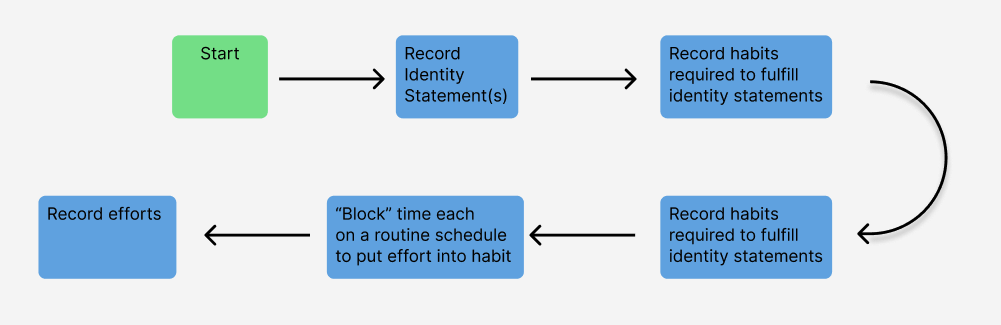 Start
Record
Identity
Statement(s)
Record habits
required to fulfill
identity statements
Record habits
required to fulfill
identity statements
“Block” time each
on a routine schedule
to put effort into habit
Record efforts